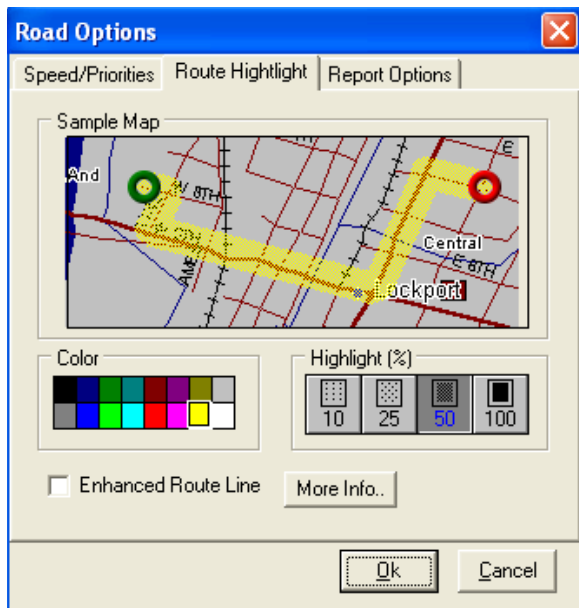 Road Options
Speed/Priorities Route Hightlight Report Options
Sample Map
And
W 8TH
E
Central
E 6TH
Lockport
Color
Highlight (%)
10 25 50 100
Enhanced Route Line More Info..
Ok Cancel